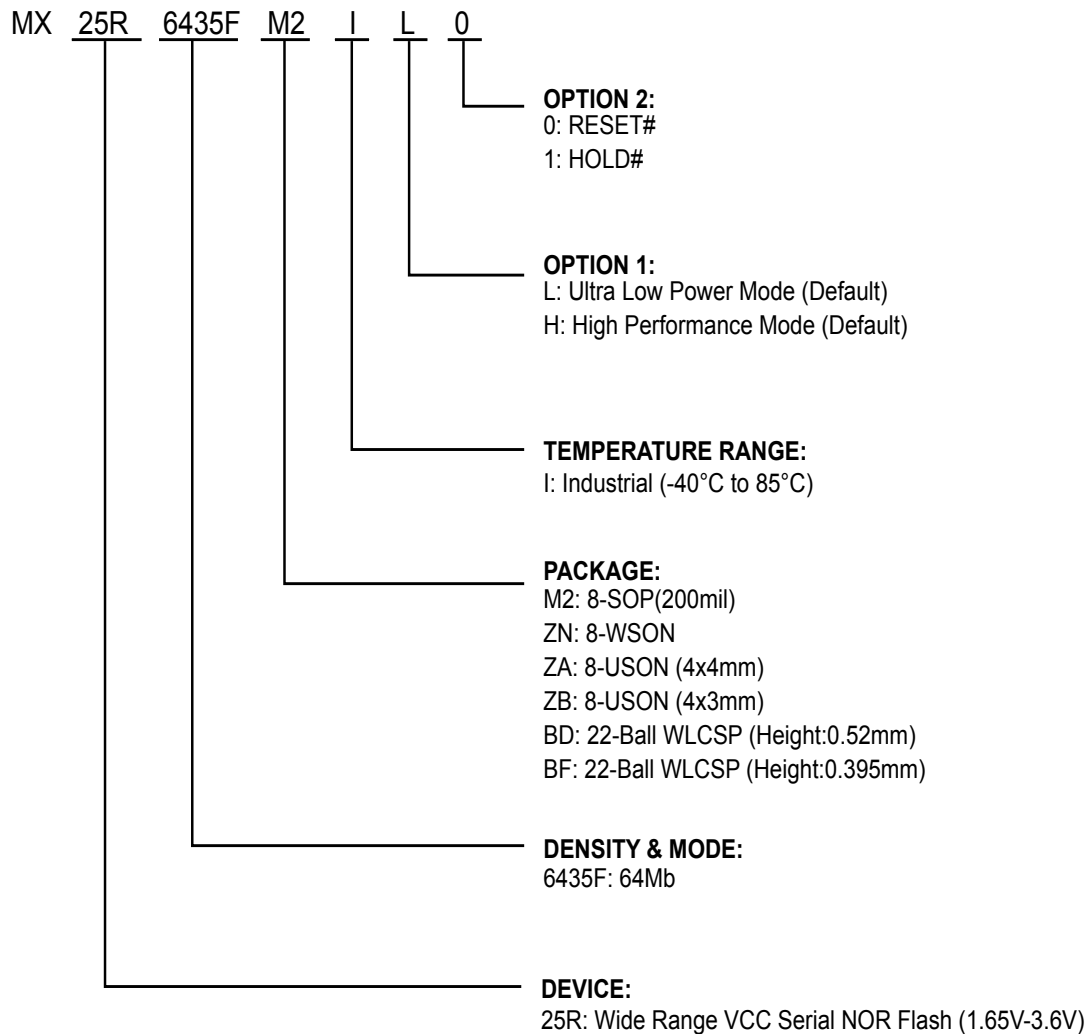 MX 25R 6435F M2 I L 0
OPTION 2:
0: RESET#
1: HOLD#
OPTION 1:
L: Ultra Low Power Mode (Default)
H: High Performance Mode (Default)
TEMPERATURE RANGE:
I: Industrial (-40°C to 85°C)
PACKAGE:
M2: 8-SOP(200mil)
ZN: 8-WSON
ZA: 8-USON (4x4mm)
ZB: 8-USON (4x3mm)
BD: 22-Ball WLCSP (Height:0.52mm)
BF: 22-Ball WLCSP (Height:0.395mm)
DENSITY & MODE:
6435F: 64Mb
DEVICE:
25R: Wide Range VCC Serial NOR Flash (1.65V-3.6V)